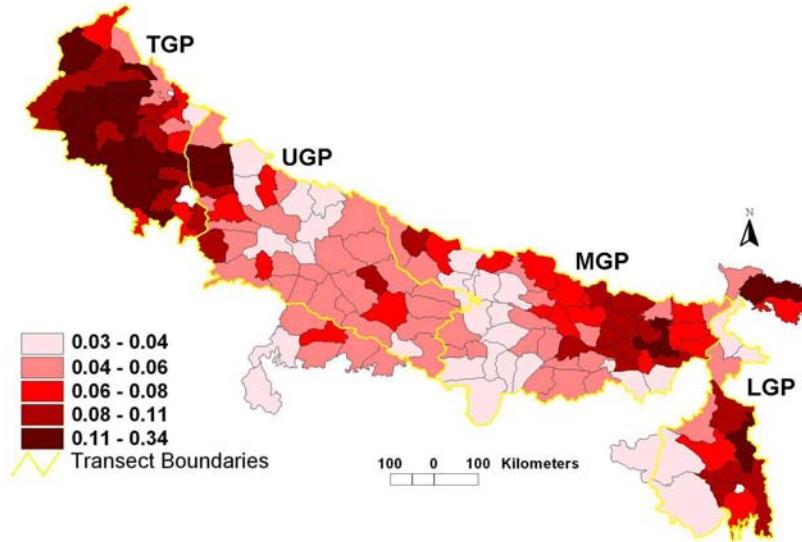 TGP
UGP
N
MGP
0.03 - 0.04
0.04 - 0.06
0.06 - 0.08
0.08 - 0.11
0.11 - 0.34
Transect Boundaries
LGP
100 0 100 Kilometers